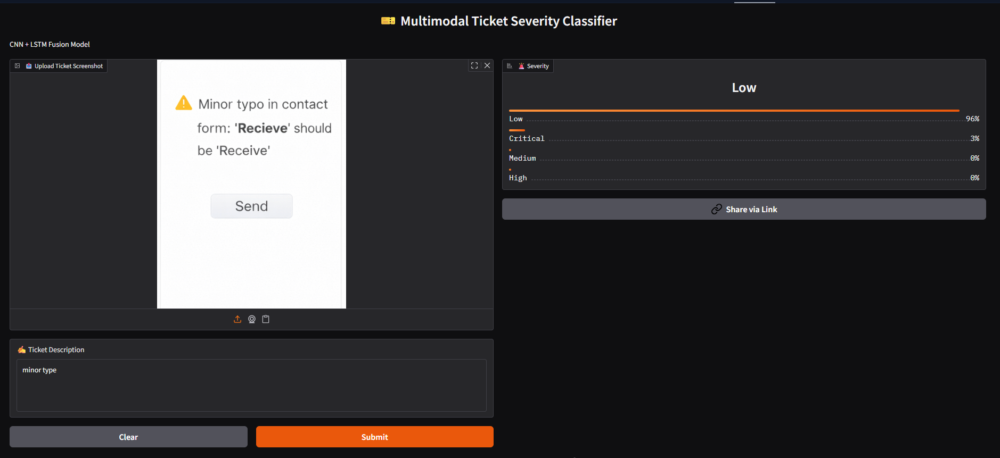 🎫 Multimodal Ticket Severity Classifier
CNN + LSTM Fusion Model
📤 Upload Ticket Screenshot
⚠️ Minor typo in contact
form: 'Recieve' should
be 'Receive'
Send
✍️ Ticket Description
minor type
Clear
Submit
🚨 Severity
Low
Low 96%
Critical 3%
Medium 0%
High 0%
🔗 Share via Link